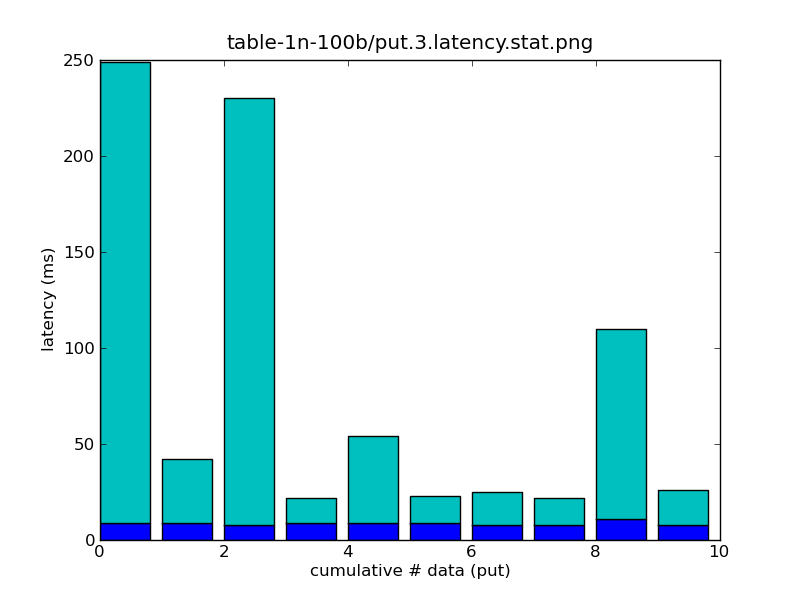 table-1n-100b/put.3.latency.stat.png
250
200
150
100
50
0
latency (ms)
0 2 4 6 8 10
cumulative # data (put)